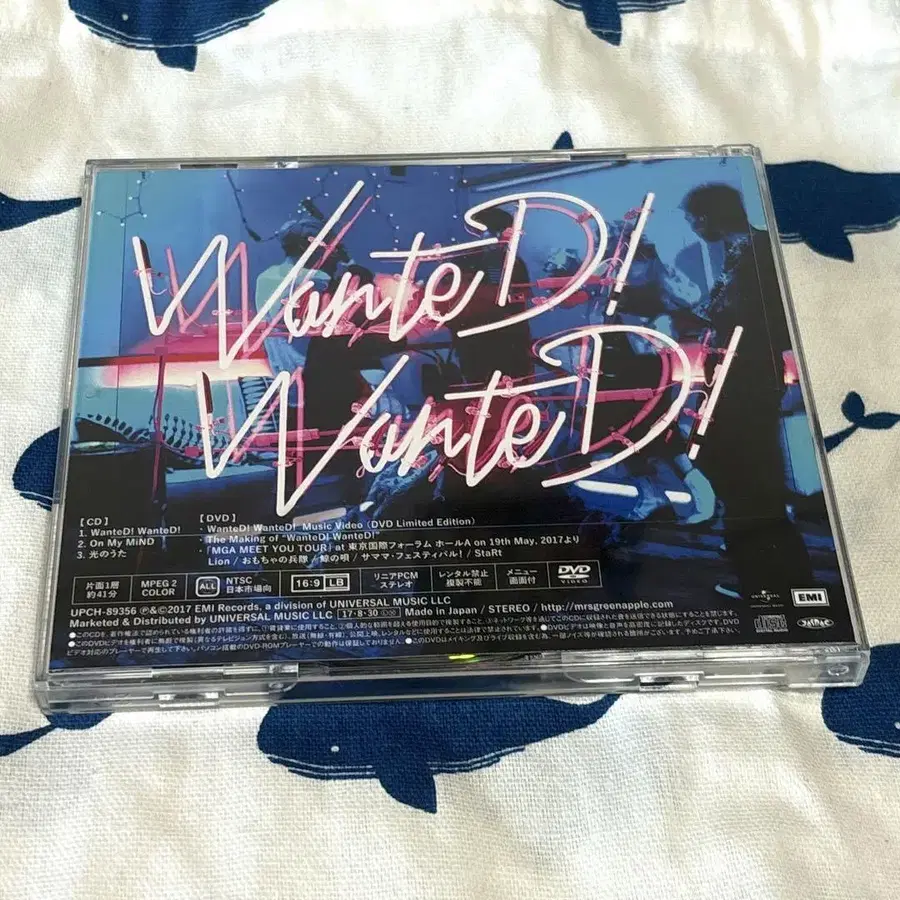 WanteD!
WanteD!
【CD】
1. WanteD! WanteD!
2. On My MiND
3. 光のうた
【DVD】
・WanteD! WanteD! Music Video (DVD Limited Edition)
・The Making of "WanteD! WanteD!"
・「MGA MEET YOU TOUR」at 東京国際フォーラム ホールA on 19th May, 2017より
Lion / おもちゃの兵隊 / 鯨の唄 / サママ・フェスティバル! / StaRt
片面1層
約41分
MPEG 2
COLOR
ALL
NTSC
日本市場向
16:9 LB
リニアPCM
ステレオ
レンタル禁止
複製不能
メニュー
画面付
DVD
VIDEO
UPCH-89356 Ⓟ&©2017 EMI Records, a division of UNIVERSAL MUSIC LLC
Marketed & Distributed by UNIVERSAL MUSIC LLC 17・8・30 Made in Japan / STEREO / http://mrsgreenapple.com
UNIVERSAL
disc
EMI